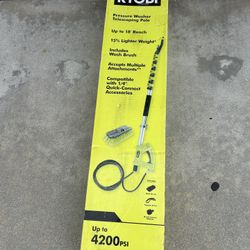 RYOBI
Pressure Washer
Telescoping Pole
Up to 18' Reach
15% Lighter Weight*
Includes
Wash Brush
Accepts Multiple
Attachments*
Compatible
with 1/4"
Quick-Connect
Accessories
Up to
4200PSI